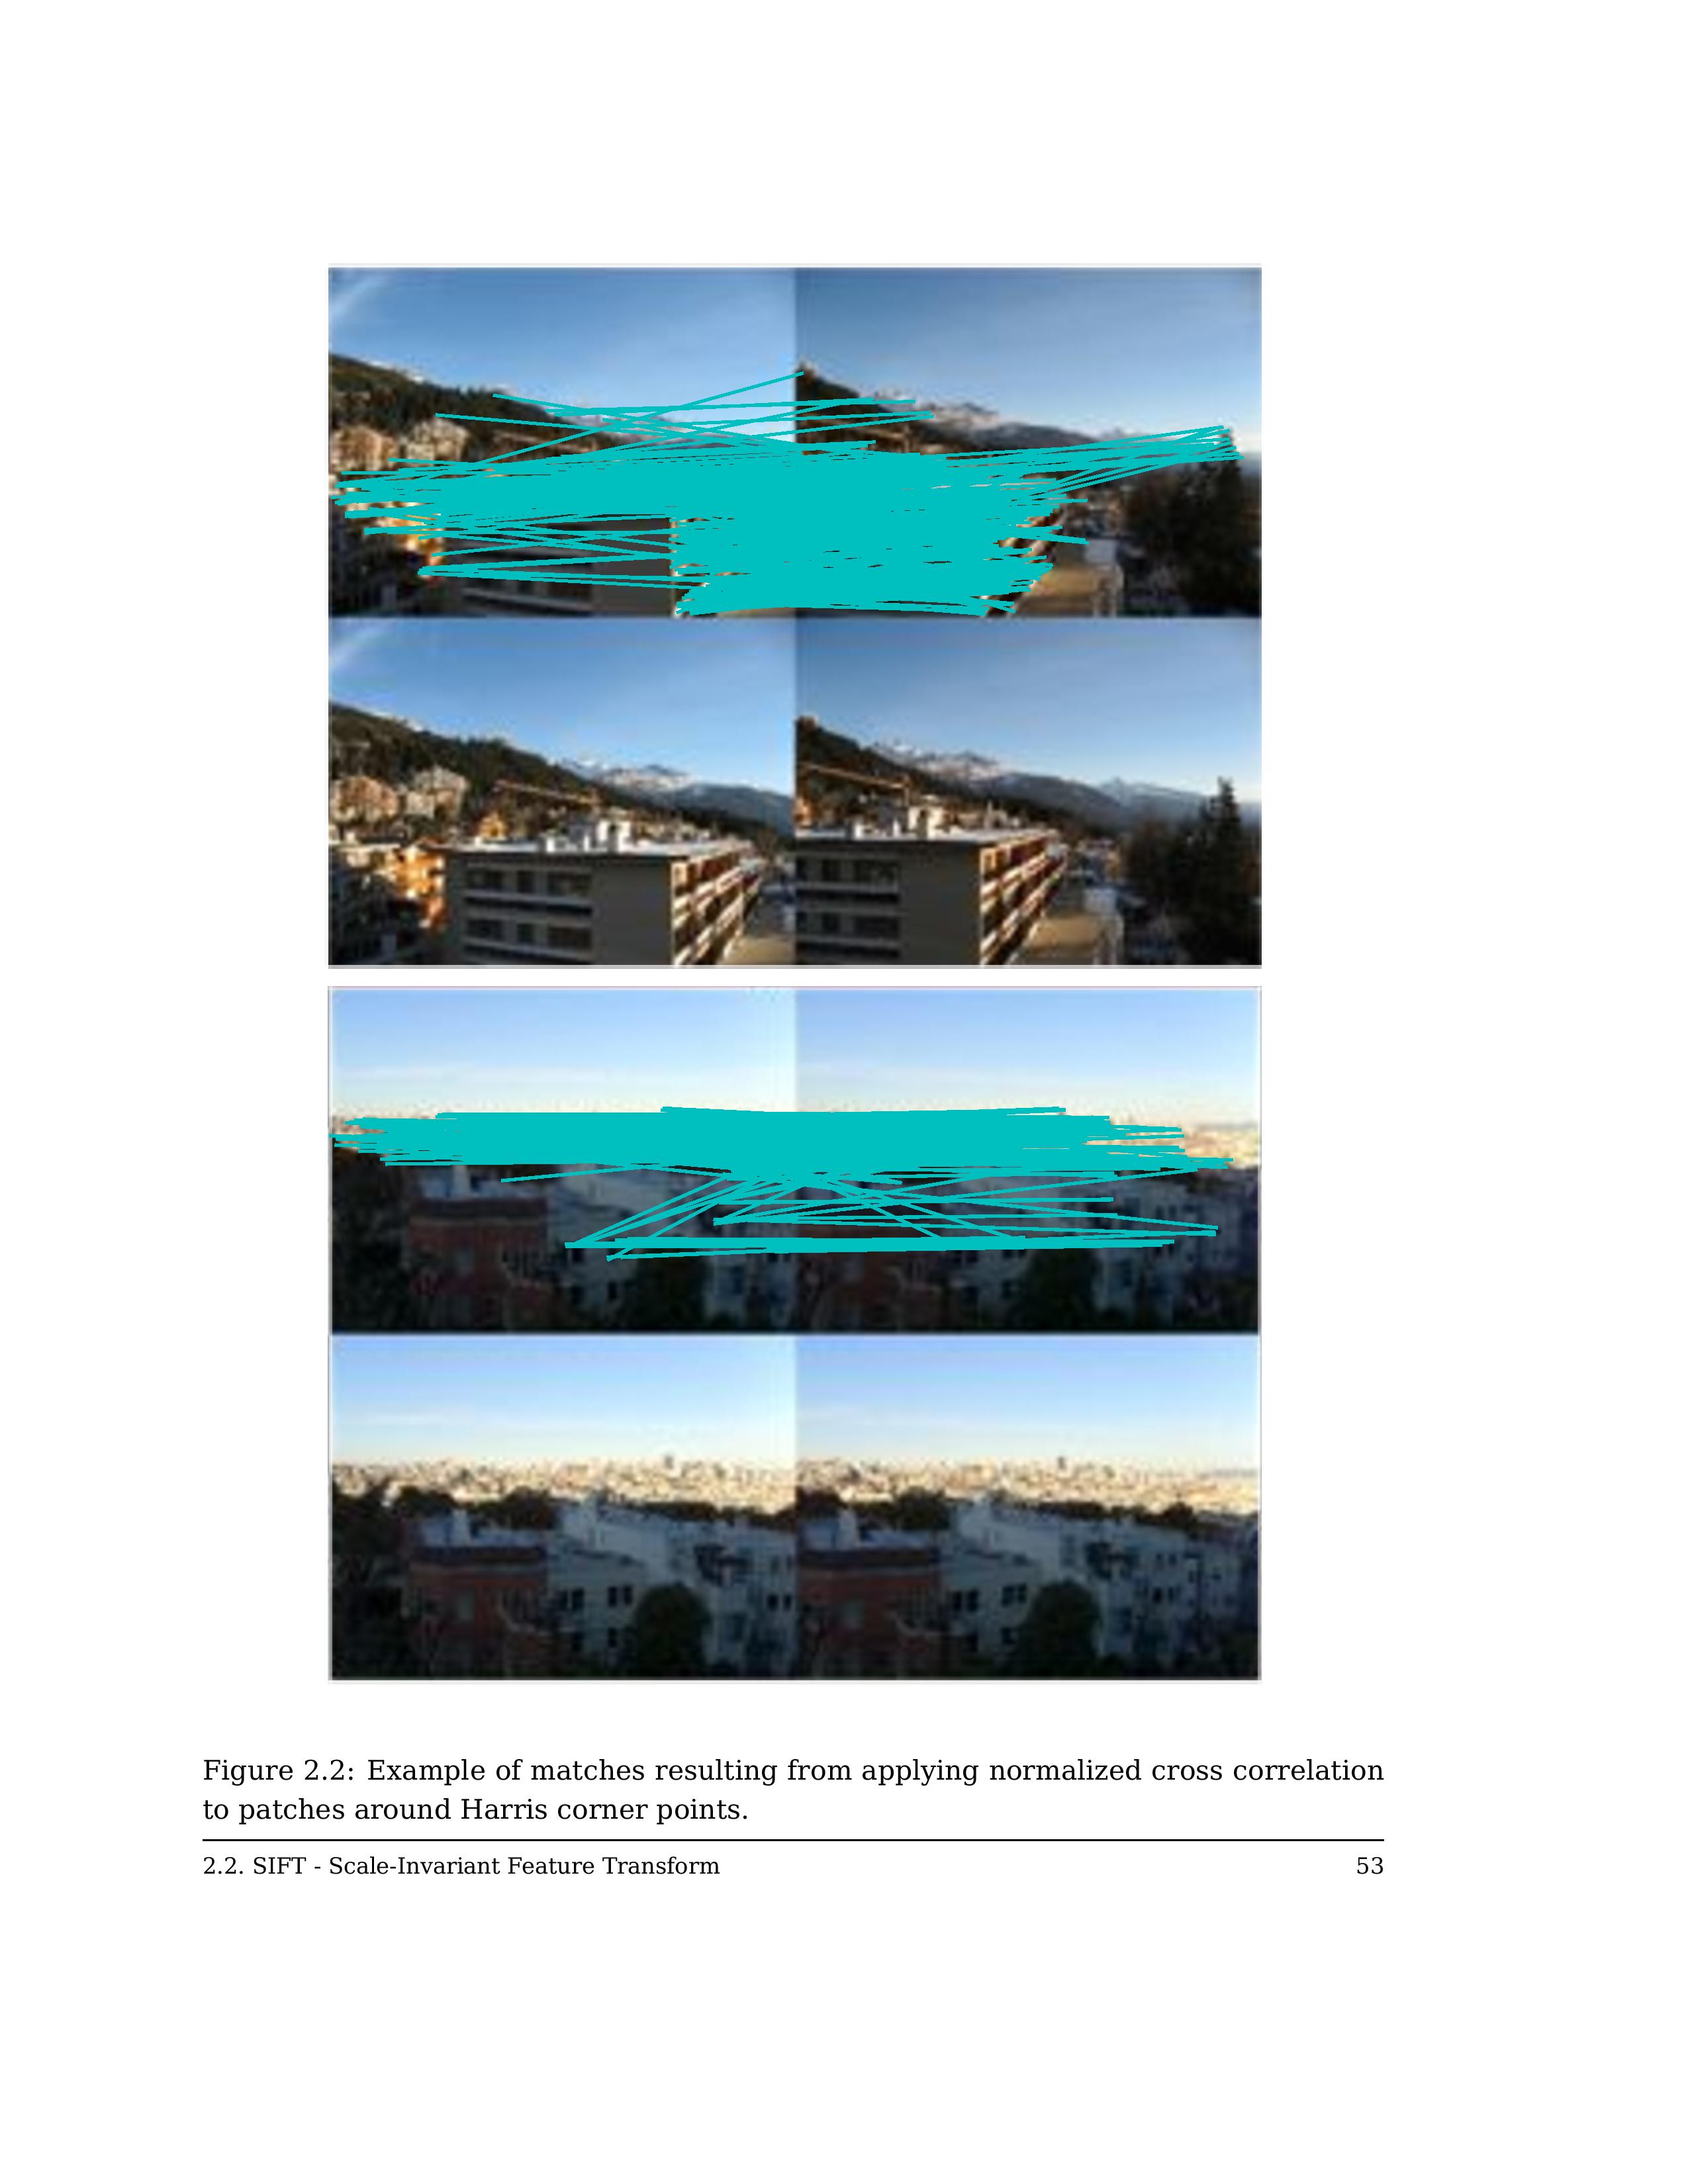 Figure 2.2: Example of matches resulting from applying normalized cross correlation
to patches around Harris corner points.
2.2. SIFT - Scale-Invariant Feature Transform 53